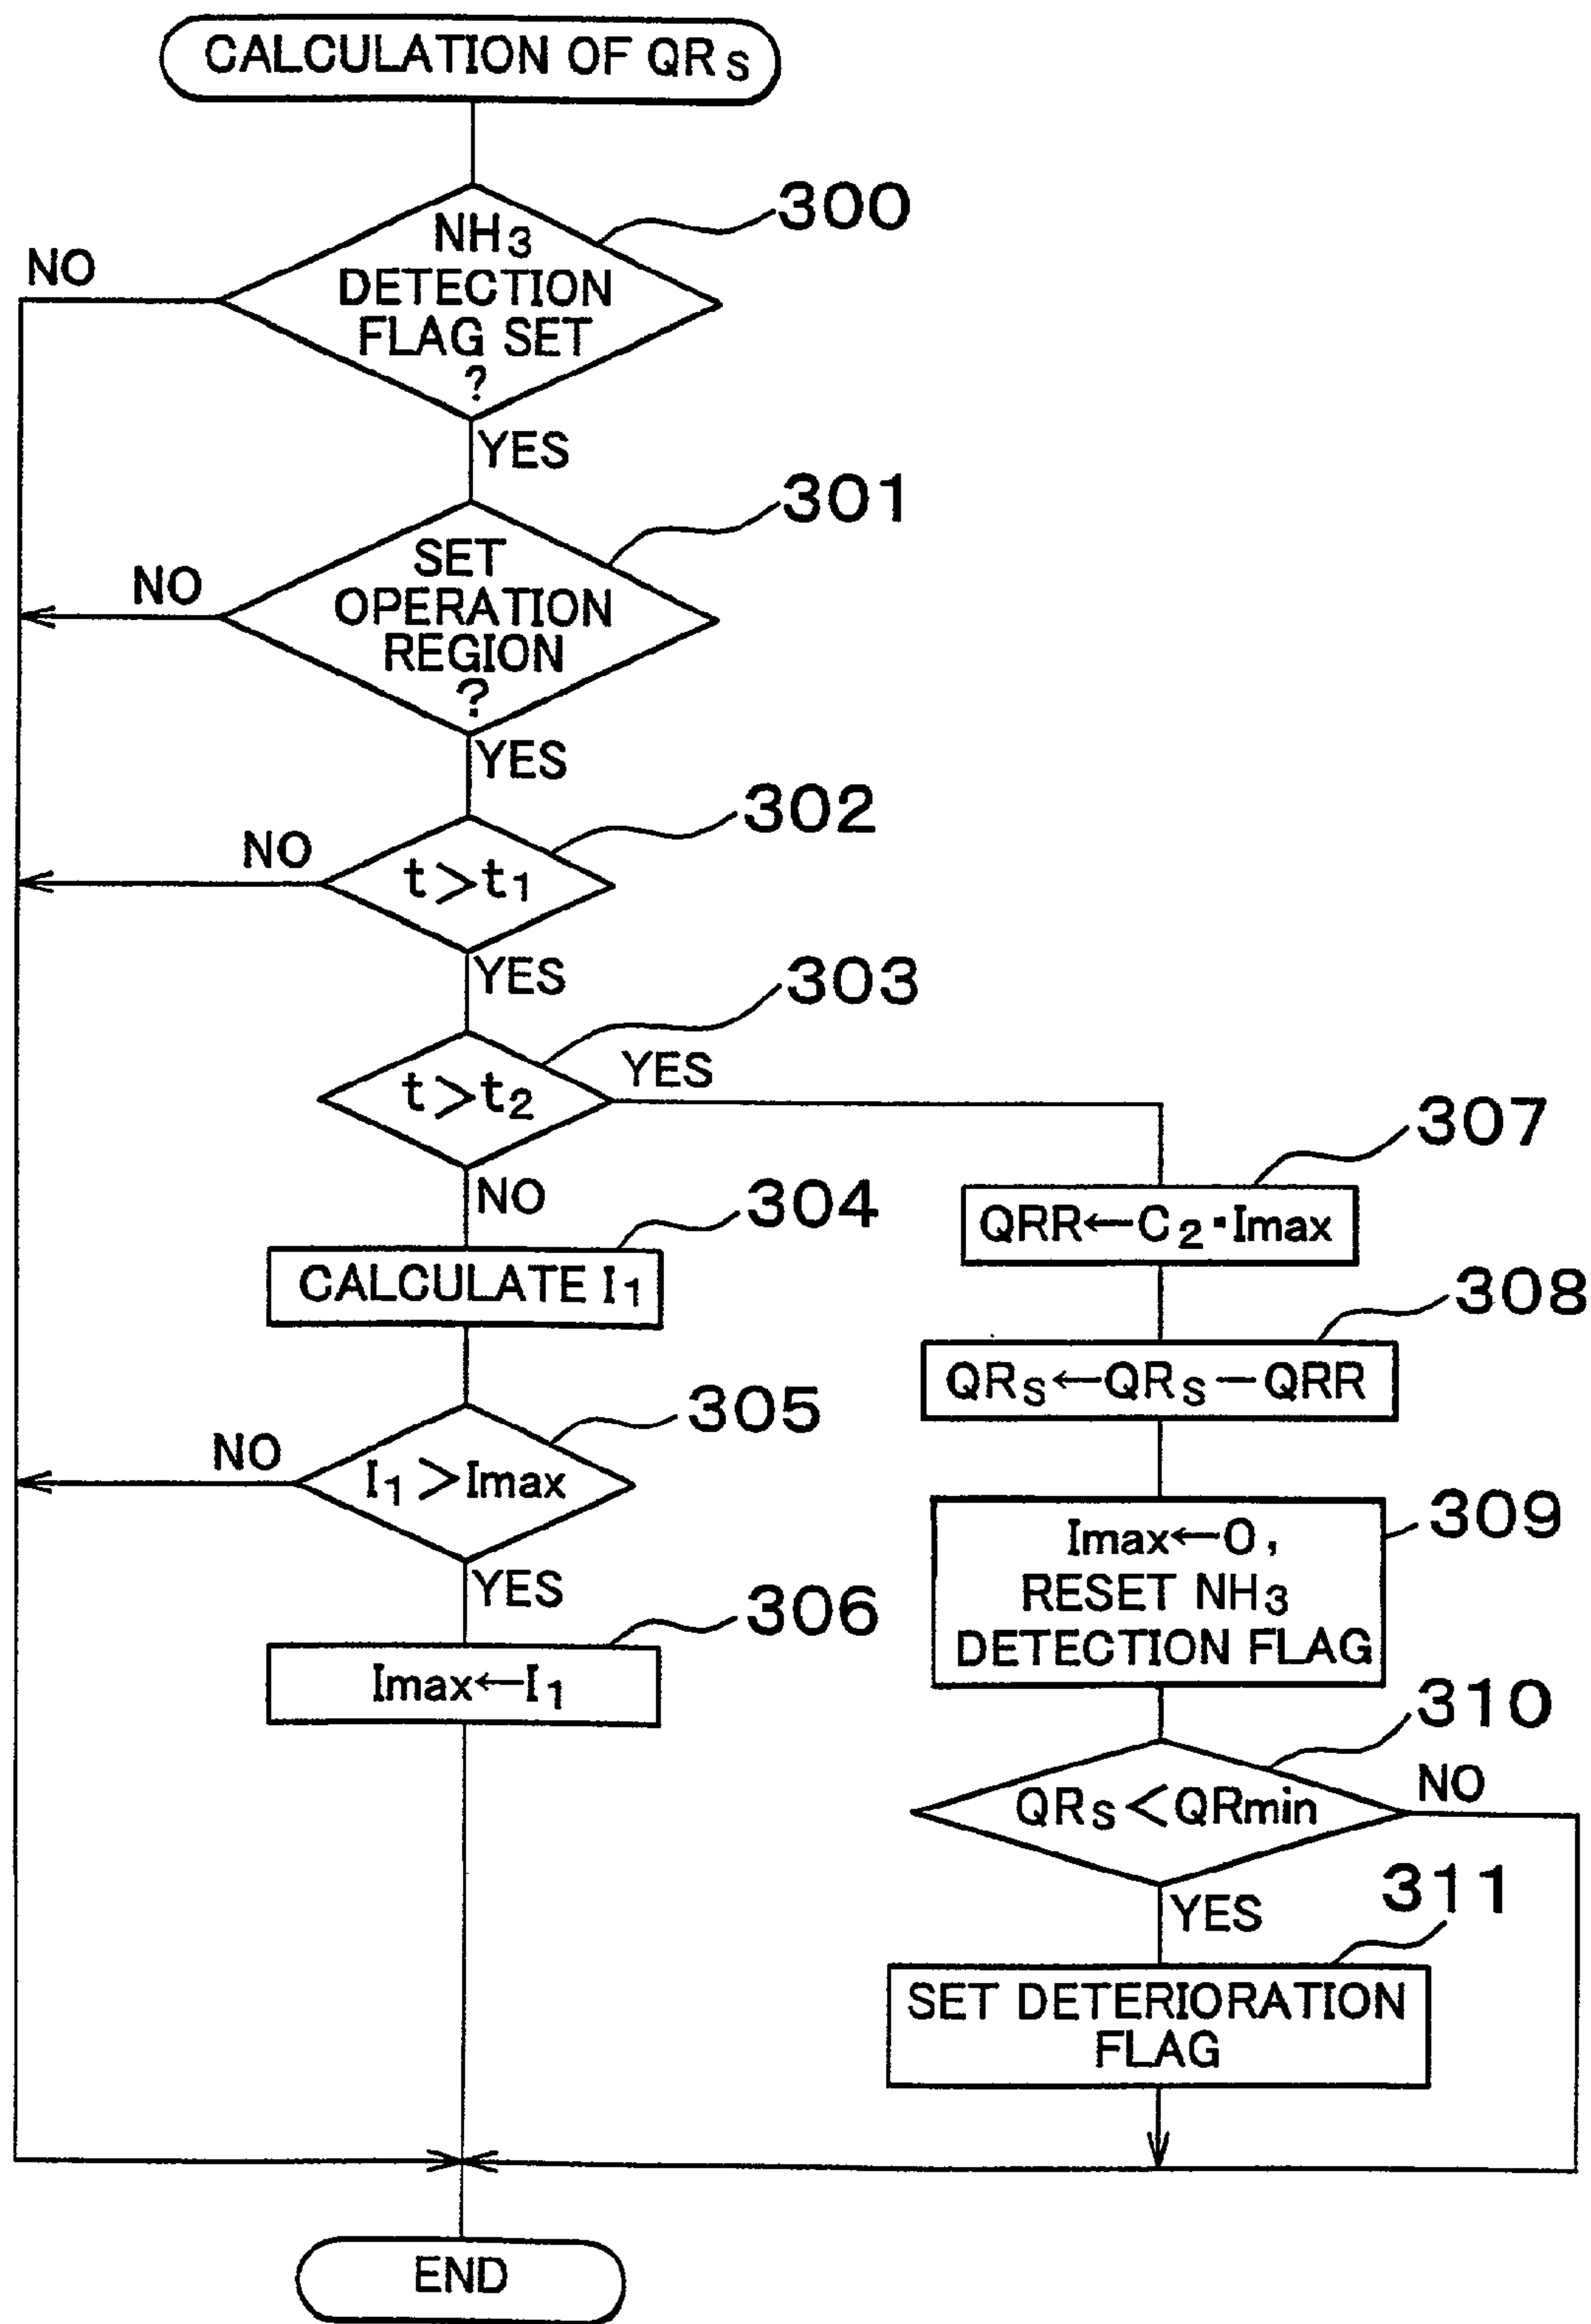 CALCULATION OF QRS
300
NH3
DETECTION
FLAG SET
?
NO
YES
301
SET
OPERATION
REGION
?
NO
YES
302
t>t1
NO
YES
303
t>t2
YES
NO
304
CALCULATE I1
305
I1>Imax
NO
YES
306
Imax←I1
307
QRR←C2·Imax
308
QRS←QRS−QRR
309
Imax←0,
RESET NH3
DETECTION FLAG
310
QRS<QRmin
NO
YES
311
SET DETERIORATION
FLAG
END